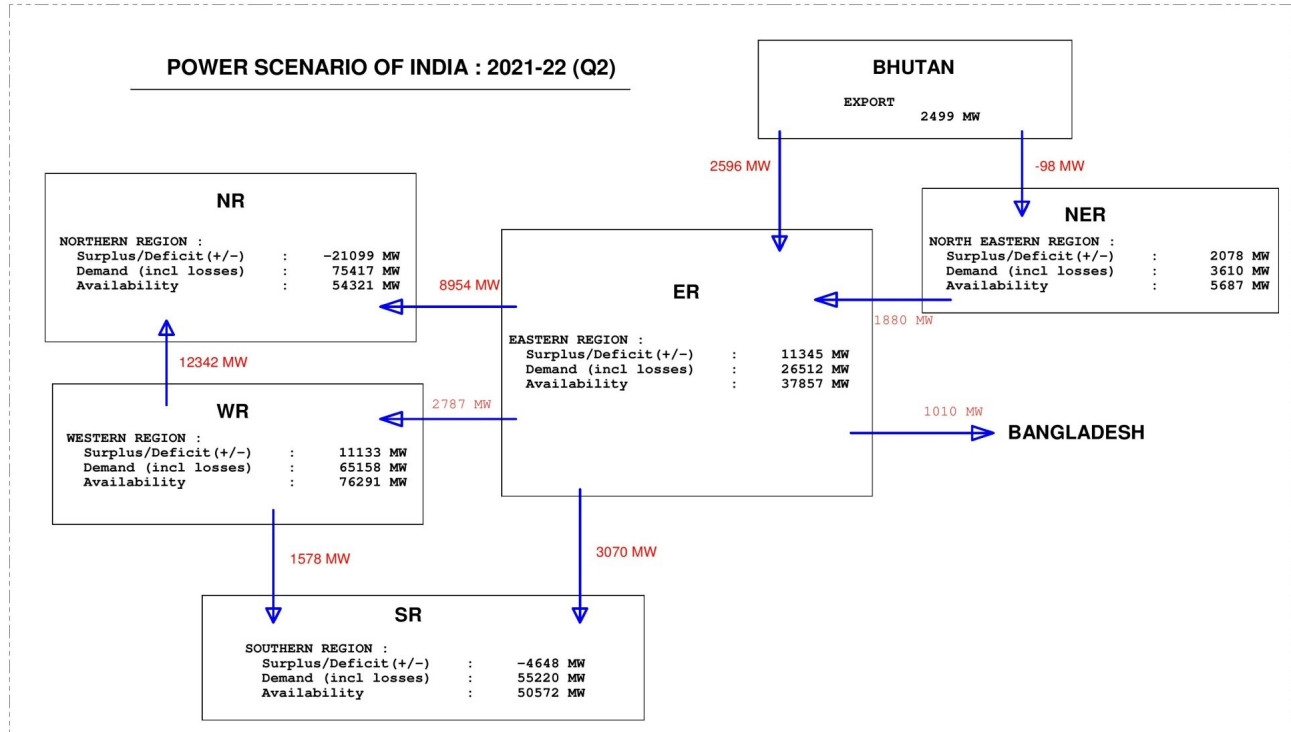 POWER SCENARIO OF INDIA : 2021-22 (Q2)
BHUTAN
EXPORT
2499 MW
2596 MW
-98 MW
NR
NORTHERN REGION :
Surplus/Deficit(+/-) : -21099 MW
Demand (incl losses) : 75417 MW
Availability : 54321 MW
NER
NORTH EASTERN REGION :
Surplus/Deficit(+/-) : 2078 MW
Demand (incl losses) : 3610 MW
Availability : 5687 MW
8954 MW
1880 MW
ER
EASTERN REGION :
Surplus/Deficit(+/-) : 11345 MW
Demand (incl losses) : 26512 MW
Availability : 37857 MW
12342 MW
2787 MW
1010 MW
BANGLADESH
WR
WESTERN REGION :
Surplus/Deficit(+/-) : 11133 MW
Demand (incl losses) : 65158 MW
Availability : 76291 MW
1578 MW
3070 MW
SR
SOUTHERN REGION :
Surplus/Deficit(+/-) : -4648 MW
Demand (incl losses) : 55220 MW
Availability : 50572 MW